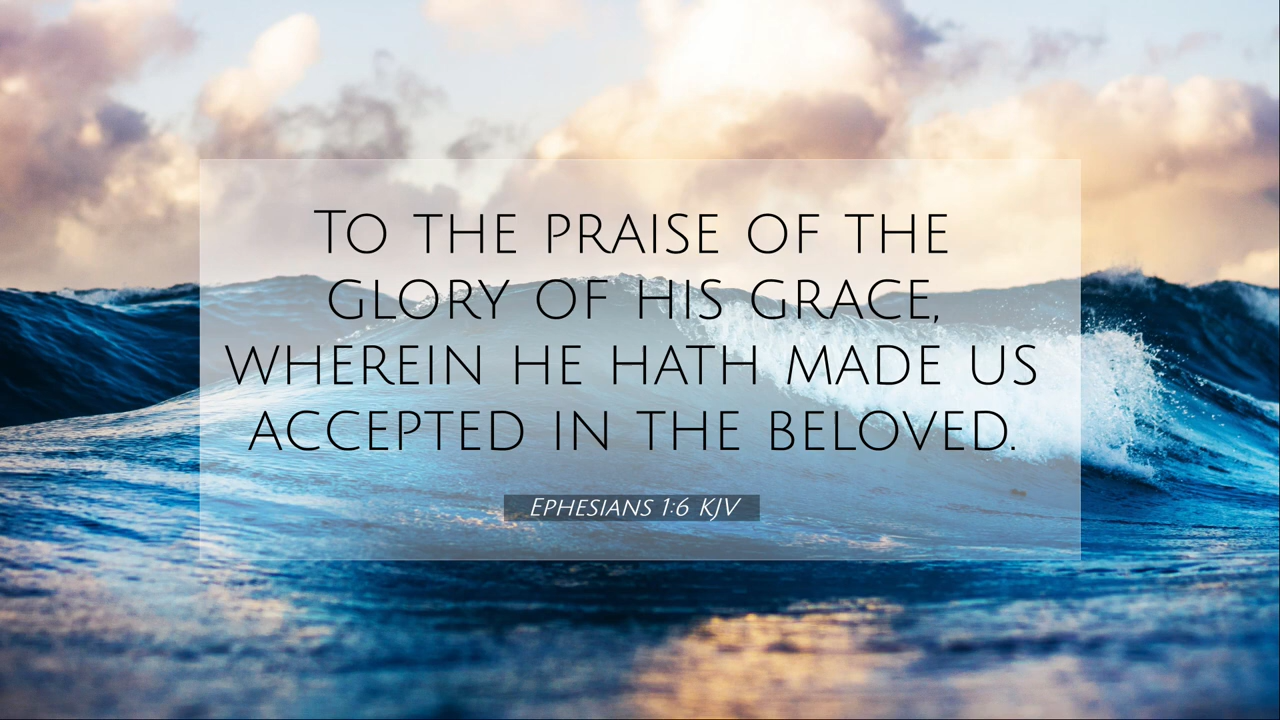 To the praise of the
glory of his grace,
wherein he hath made us
accepted in the beloved.
Ephesians 1:6 KJV